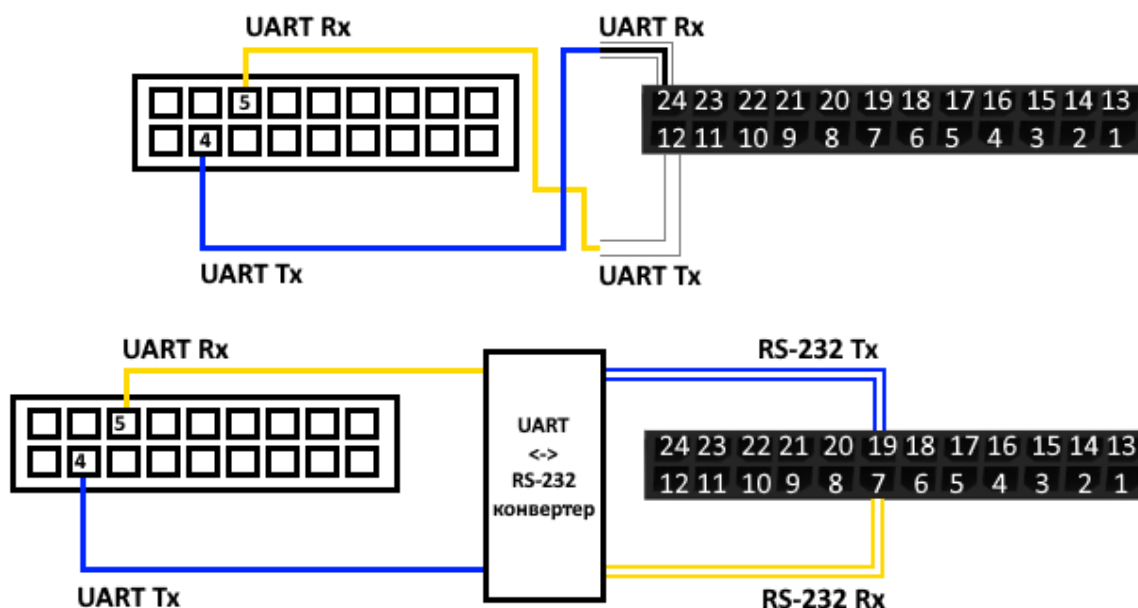 UART Rx
UART Rx
5
4
24 23 22 21 20 19 18 17 16 15 14 13
12 11 10 9 8 7 6 5 4 3 2 1
UART Tx
UART Tx
UART Rx
RS-232 Tx
5
4
UART
<->
RS-232
конвертер
24 23 22 21 20 19 18 17 16 15 14 13
12 11 10 9 8 7 6 5 4 3 2 1
UART Tx
RS-232 Rx